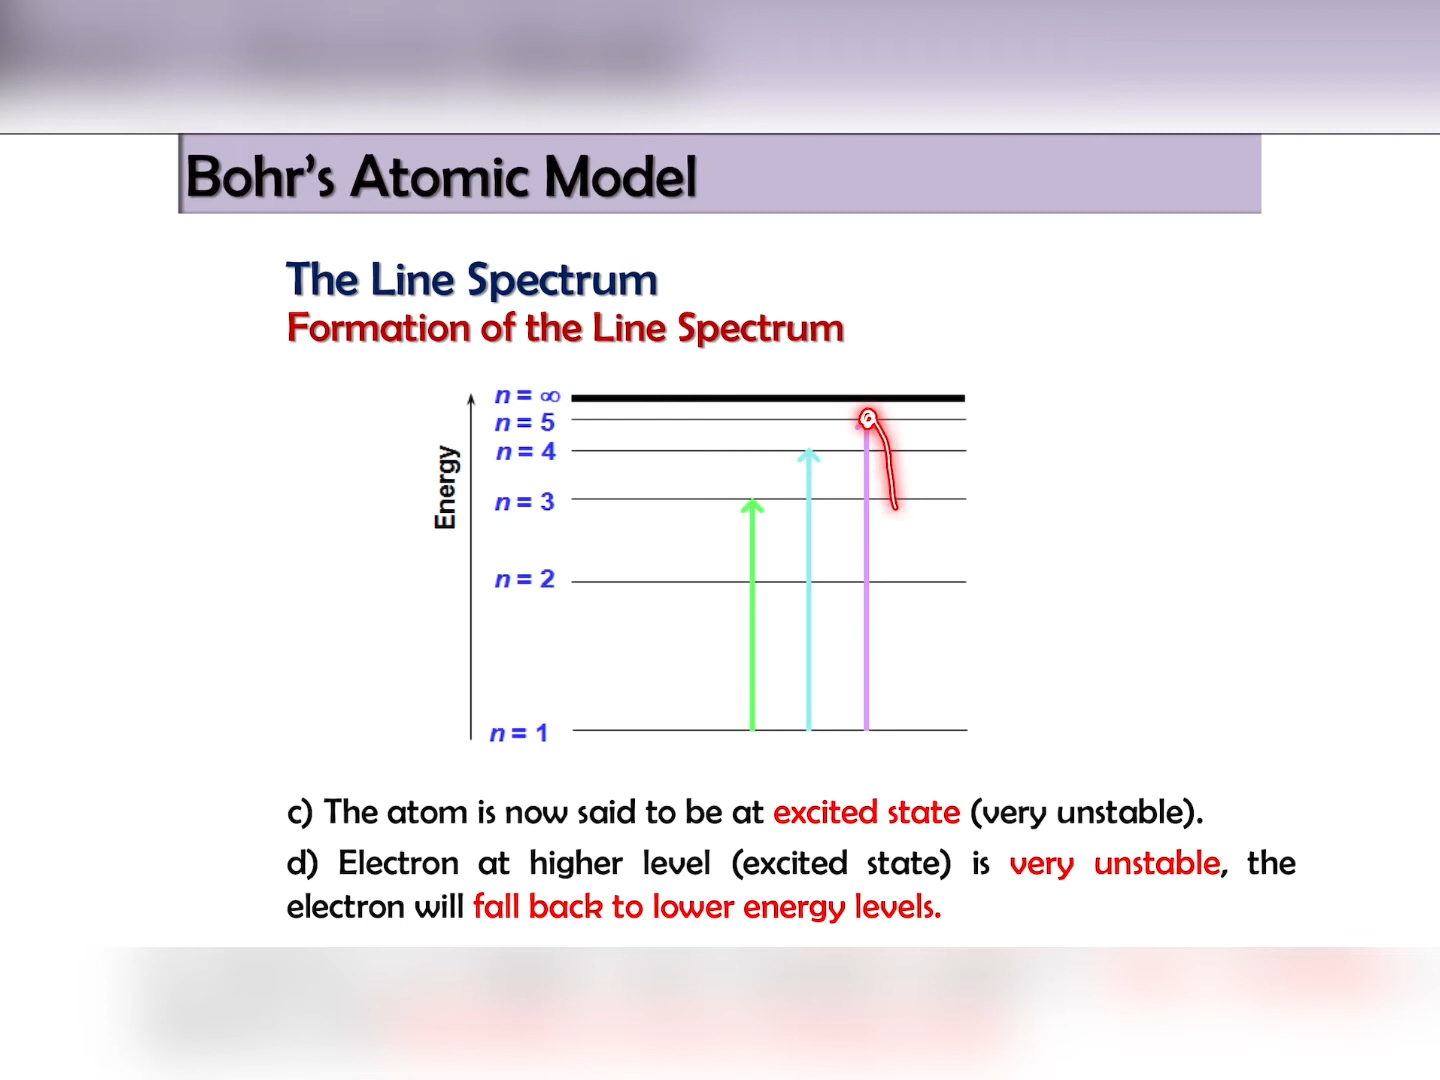 Bohr’s Atomic Model
The Line Spectrum
Formation of the Line Spectrum
n = ∞
n = 5
n = 4
n = 3
n = 2
n = 1
Energy
c) The atom is now said to be at excited state (very unstable).
d) Electron at higher level (excited state) is very unstable, the
electron will fall back to lower energy levels.